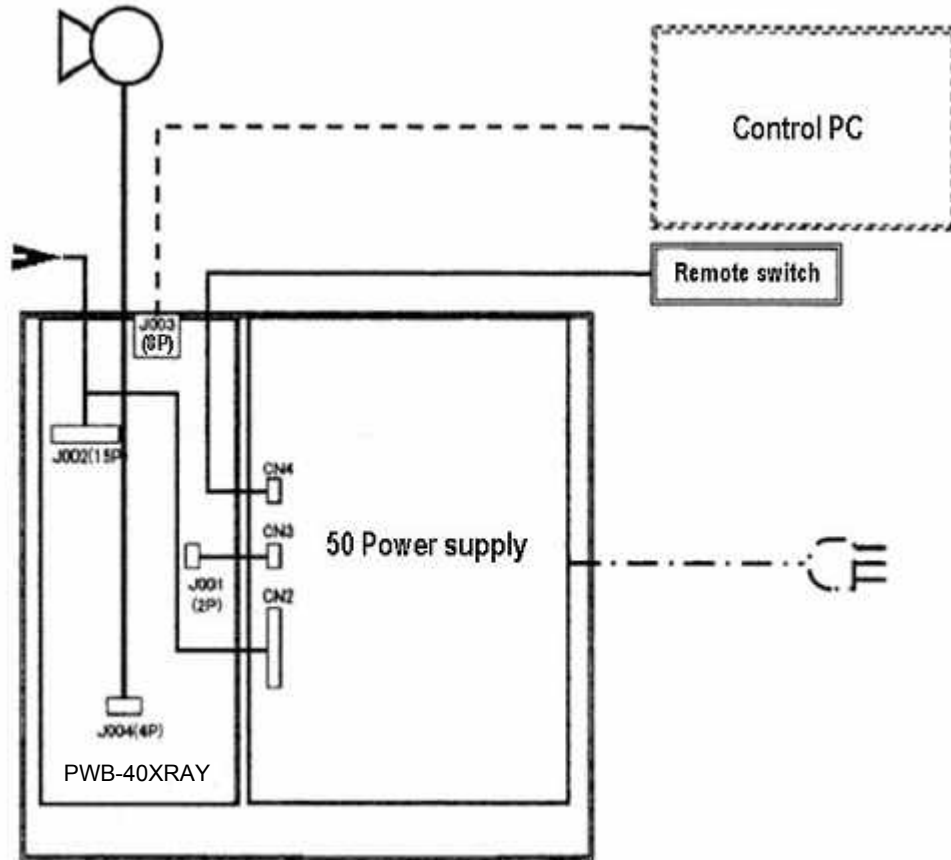 Control PC
Remote switch
J003
(8P)
J002(15P
CN4
CN3
50 Power supply
J001
(2P)
CN2
J004(4P)
PWB-40XRAY